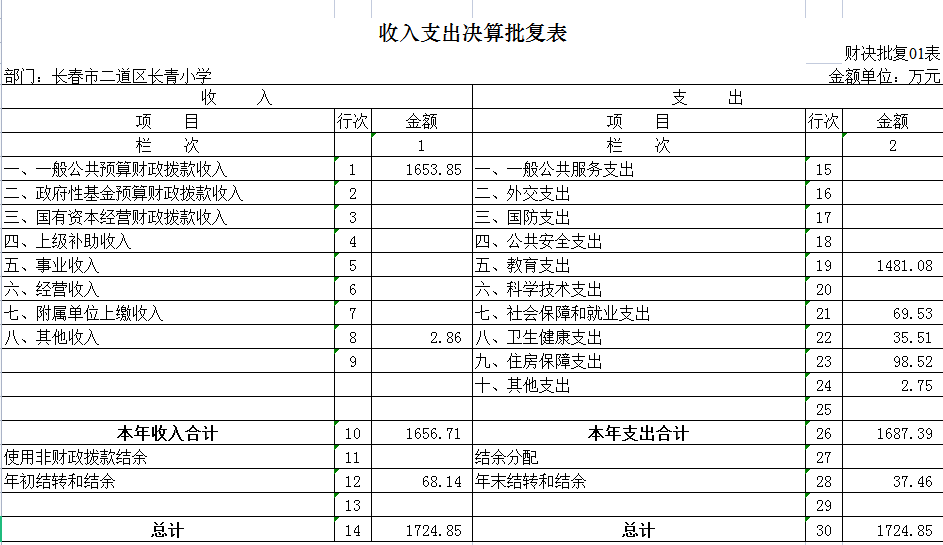 收入支出决算批复表
财决批复01表
部门：长春市二道区长青小学 金额单位：万元
收 入 支 出
项 目 行次 金额 项 目 行次 金额
栏 次 1 栏 次 2
一、一般公共预算财政拨款收入 1 1653.85 一、一般公共服务支出 15
二、政府性基金预算财政拨款收入 2 二、外交支出 16
三、国有资本经营财政拨款收入 3 三、国防支出 17
四、上级补助收入 4 四、公共安全支出 18
五、事业收入 5 五、教育支出 19 1481.08
六、经营收入 6 六、科学技术支出 20
七、附属单位上缴收入 7 七、社会保障和就业支出 21 69.53
八、其他收入 8 2.86 八、卫生健康支出 22 35.51
9 九、住房保障支出 23 98.52
十、其他支出 24 2.75
25
本年收入合计 10 1656.71 本年支出合计 26 1687.39
使用非财政拨款结余 11 结余分配 27
年初结转和结余 12 68.14 年末结转和结余 28 37.46
13 29
总计 14 1724.85 总计 30 1724.85